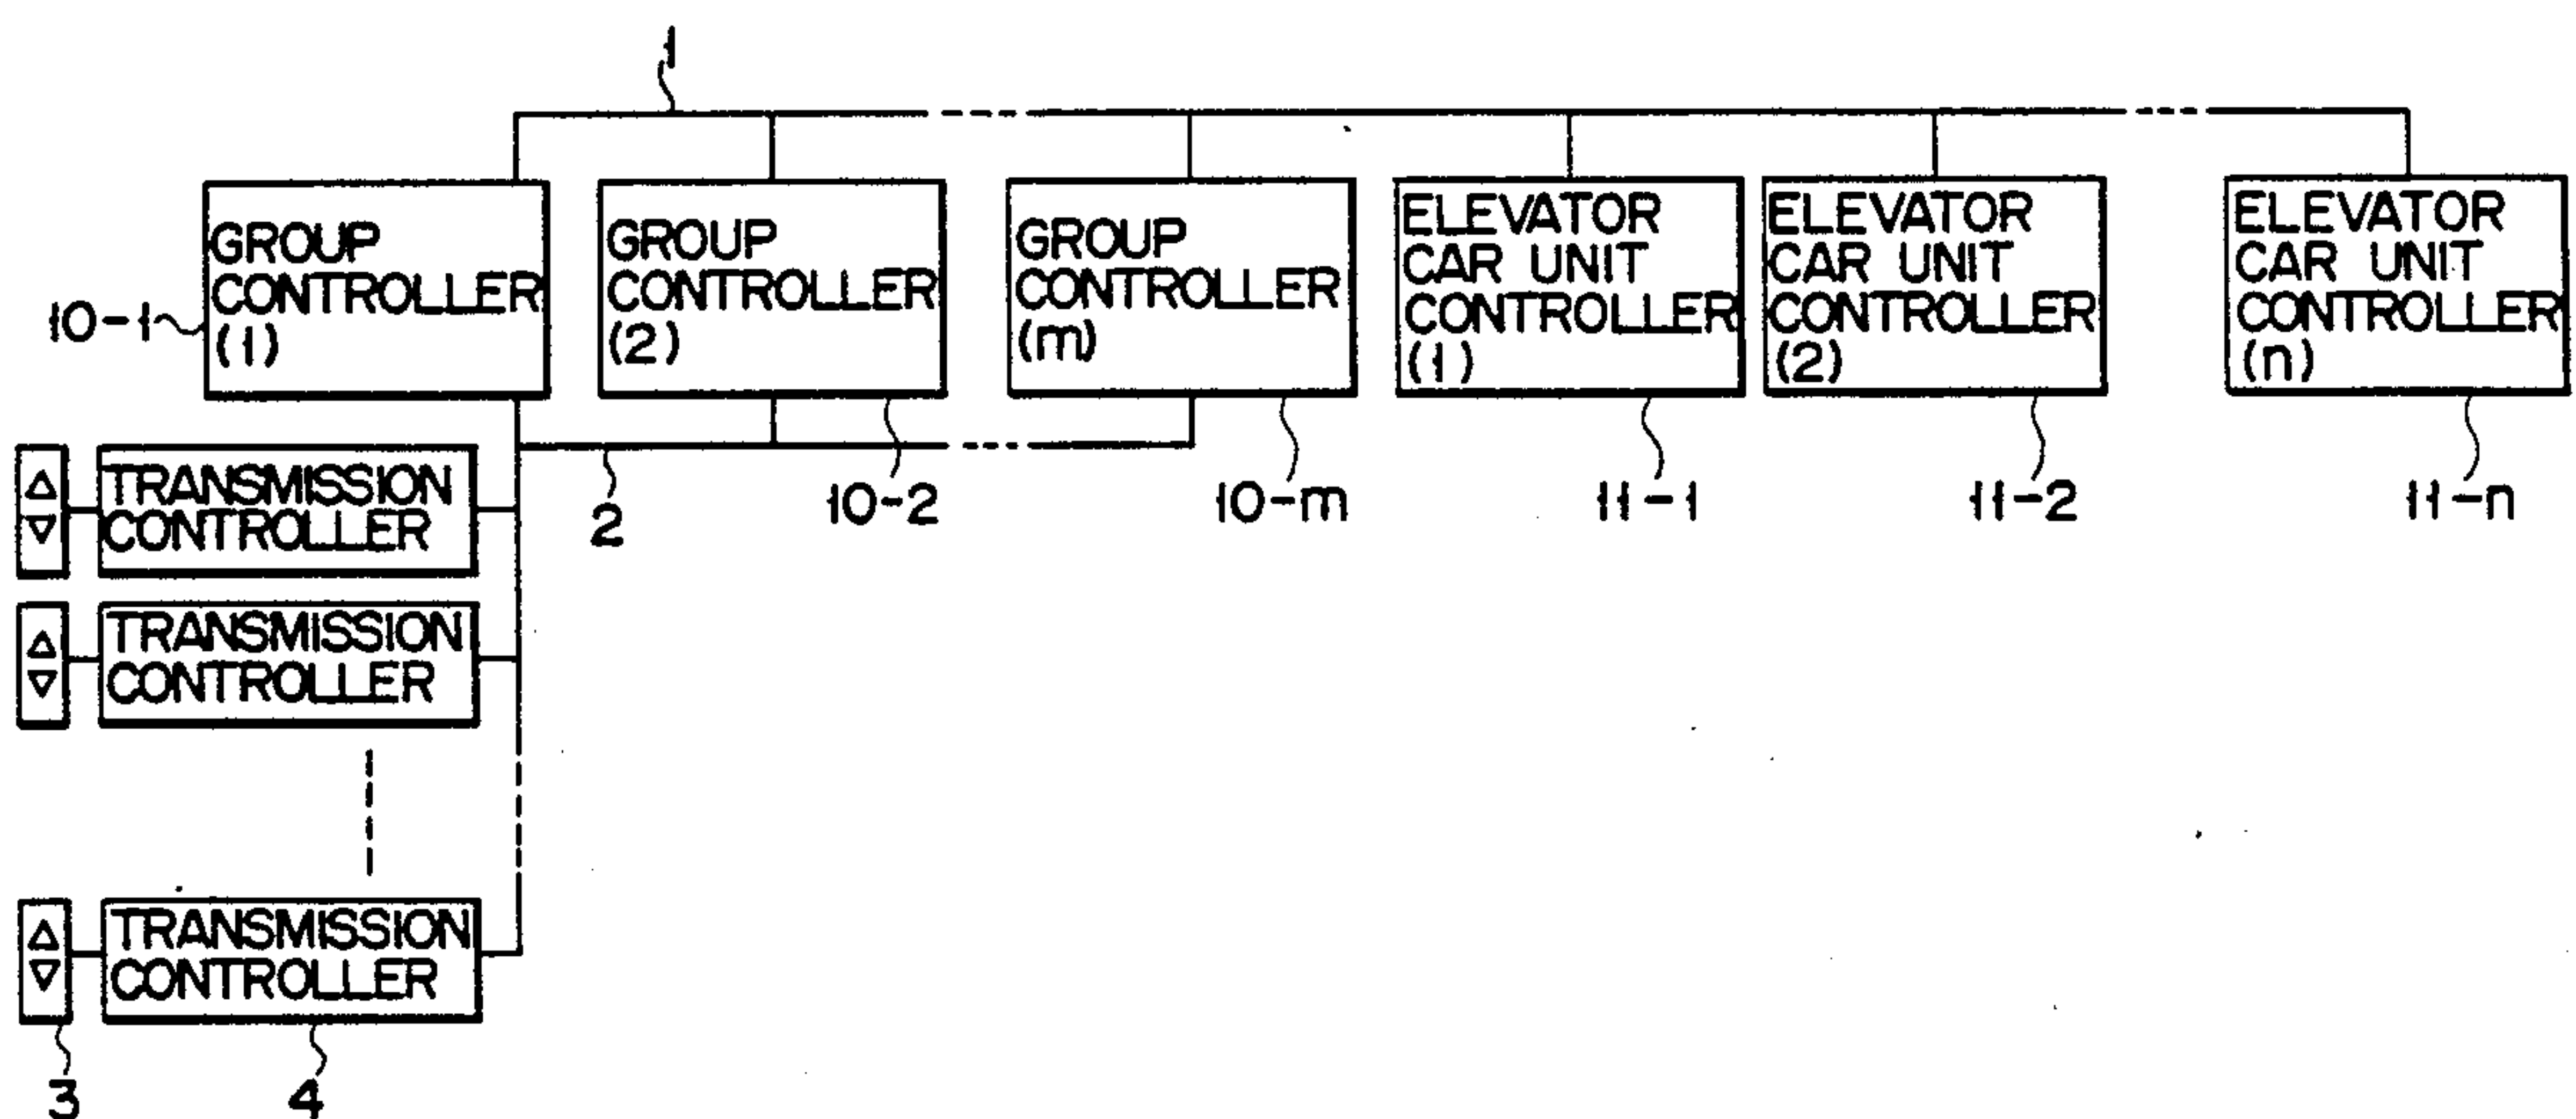 1
GROUP
CONTROLLER
(1)
GROUP
CONTROLLER
(2)
GROUP
CONTROLLER
(m)
ELEVATOR
CAR UNIT
CONTROLLER
(1)
ELEVATOR
CAR UNIT
CONTROLLER
(2)
ELEVATOR
CAR UNIT
CONTROLLER
(n)
10-1
2
10-2
10-m
11-1
11-2
11-n
TRANSMISSION
CONTROLLER
TRANSMISSION
CONTROLLER
TRANSMISSION
CONTROLLER
3
4